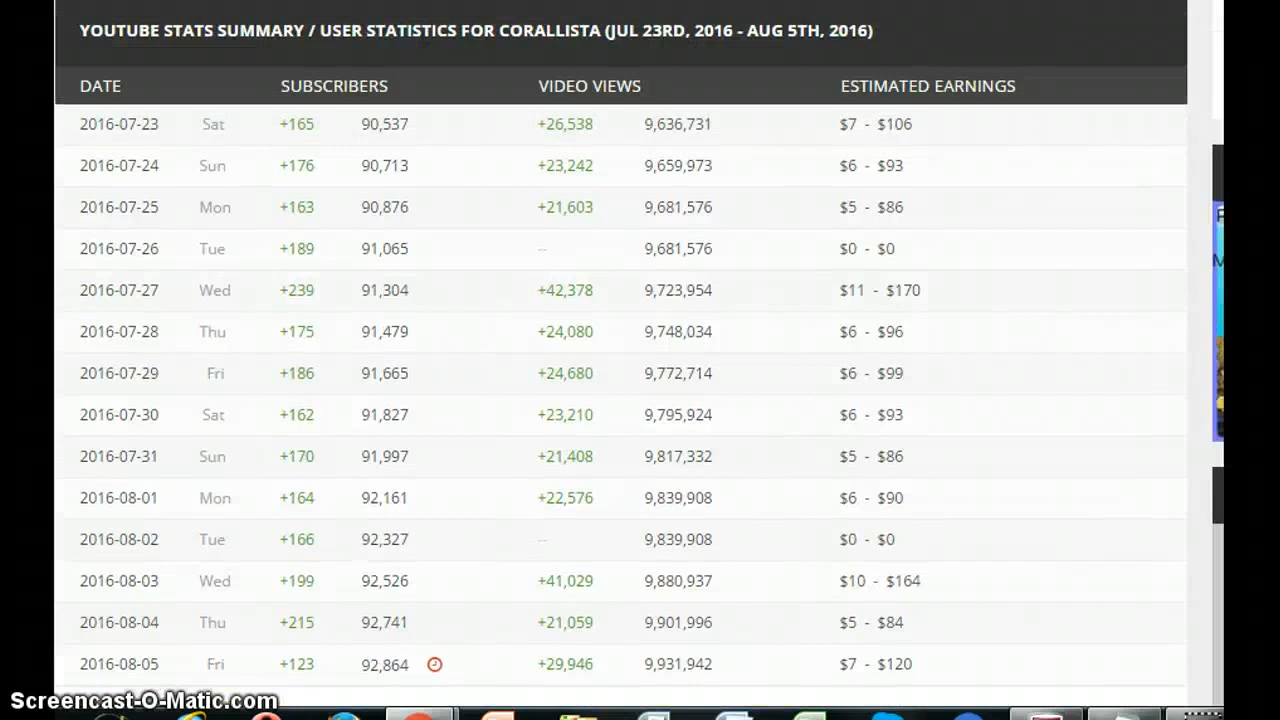 YOUTUBE STATS SUMMARY / USER STATISTICS FOR CORALLISTA (JUL 23RD, 2016 - AUG 5TH, 2016)
DATE SUBSCRIBERS VIDEO VIEWS ESTIMATED EARNINGS
2016-07-23 Sat +165 90,537 +26,538 9,636,731 $7 - $106
2016-07-24 Sun +176 90,713 +23,242 9,659,973 $6 - $93
2016-07-25 Mon +163 90,876 +21,603 9,681,576 $5 - $86
2016-07-26 Tue +189 91,065 -- 9,681,576 $0 - $0
2016-07-27 Wed +239 91,304 +42,378 9,723,954 $11 - $170
2016-07-28 Thu +175 91,479 +24,080 9,748,034 $6 - $96
2016-07-29 Fri +186 91,665 +24,680 9,772,714 $6 - $99
2016-07-30 Sat +162 91,827 +23,210 9,795,924 $6 - $93
2016-07-31 Sun +170 91,997 +21,408 9,817,332 $5 - $86
2016-08-01 Mon +164 92,161 +22,576 9,839,908 $6 - $90
2016-08-02 Tue +166 92,327 -- 9,839,908 $0 - $0
2016-08-03 Wed +199 92,526 +41,029 9,880,937 $10 - $164
2016-08-04 Thu +215 92,741 +21,059 9,901,996 $5 - $84
2016-08-05 Fri +123 92,864 +29,946 9,931,942 $7 - $120
Screencast-O-Matic.com